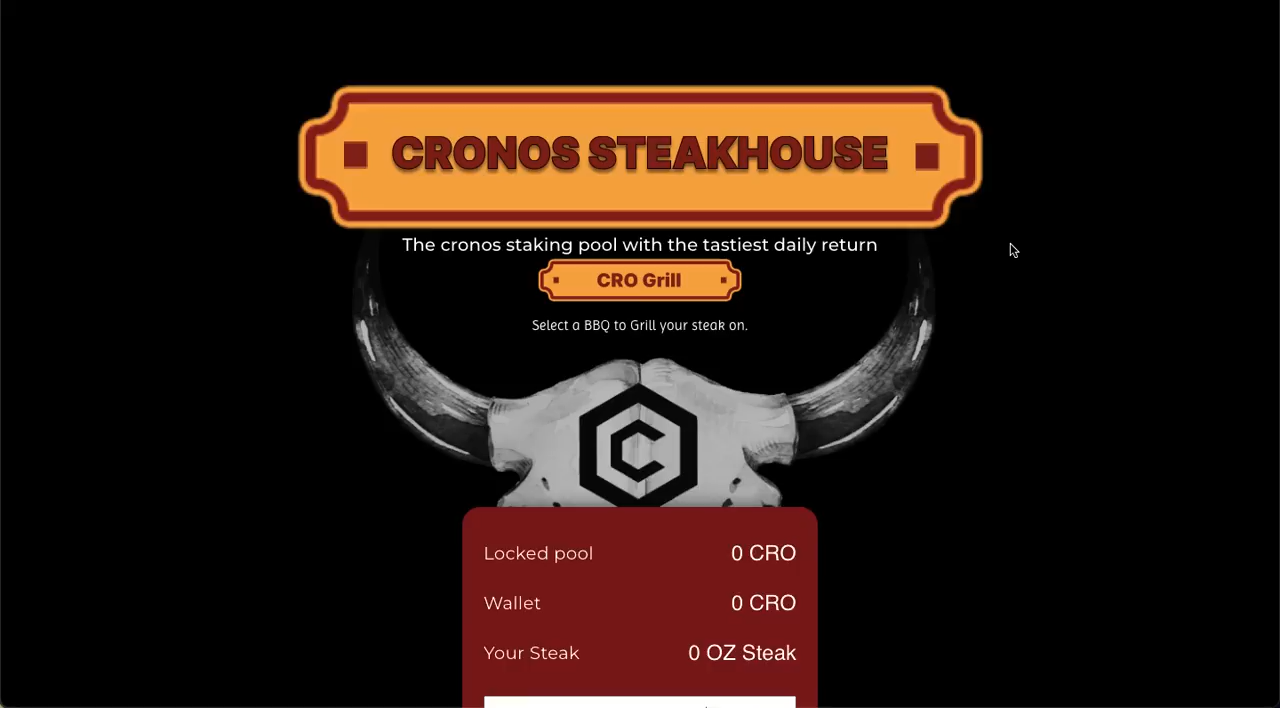 CRONOS STEAKHOUSE
The cronos staking pool with the tastiest daily return
CRO Grill
Select a BBQ to Grill your steak on.
Locked pool 0 CRO
Wallet 0 CRO
Your Steak 0 OZ Steak